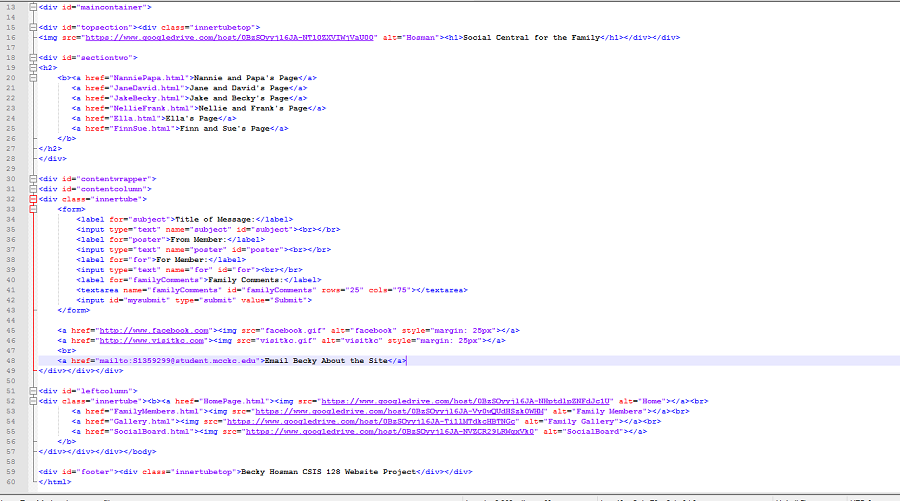 13 <div id="maincontainer">
14
15 <div id="topsection"><div class="innertubetop">
16 <img src="https://www.googledrive.com/host/ alt="Hosman"><h1>Social Central for the Family</h1></div></div>
17
18 <div id="sectiontwo">
19 <h2>
20 <b><a href="NanniePapa.html">Nannie and Papa's Page</a>
21 <a href="JaneDavid.html">Jane and David's Page</a>
22 <a href="JakeBecky.html">Jake and Becky's Page</a>
23 <a href="NellieFrank.html">Nellie and Frank's Page</a>
24 <a href="Ella.html">Ella's Page</a>
25 <a href="FinnSue.html">Finn and Sue's Page</a>
26 </b>
27 </h2>
28 </div>
29
30 <div id="contentwrapper">
31 <div id="contentcolumn">
32 <div class="innertube">
33 <form>
34 <label for="subject">Title of Message:</label>
35 <input type="text" name="subject" id="subject"><br></br>
36 <label for="poster">From Member:</label>
37 <input type="text" name="poster" id="poster"><br></br>
38 <label for="for">For Member:</label>
39 <input type="text" name="for" id="for"><br></br>
40 <label for="familyComments">Family Comments:</label>
41 <textarea name="familyComments" id="familyComments" rows="25" cols="75"></textarea>
42 <input id="mysubmit" type="submit" value="Submit">
43 </form>
44
45 <a href="http://www.facebook.com"><img src="facebook.gif" alt="facebook" style="margin: 25px"></a>
46 <a href="http://www.visitkc.com"><img src="visitkc.gif" alt="visitkc" style="margin: 25px"></a>
47 <br>
48 <a href="mailto:S1359299@student.mcckc.edu">Email Becky About the Site</a>
49 </div></div></div>
50
51 <div id="leftcolumn">
52 <div class="innertube"><b><a href="HomePage.html"><img src="https://www.googledrive.com/host/ alt="Home"></a><br>
53 <a href="FamilyMembers.html"><img src="https://www.googledrive.com/host/ alt="Family Members"></a><br>
54 <a href="Gallery.html"><img src="https://www.googledrive.com/host/ alt="Family Gallery"></a><br>
55 <a href="SocialBoard.html"><img src="https://www.googledrive.com/host/ alt="SocialBoard"></a>
56 </b>
57 </div></div></div></body>
58
59 <div id="footer"><div class="innertubetop">Becky Hosman CSIS 128 Website Project</div></div>
60 </html>